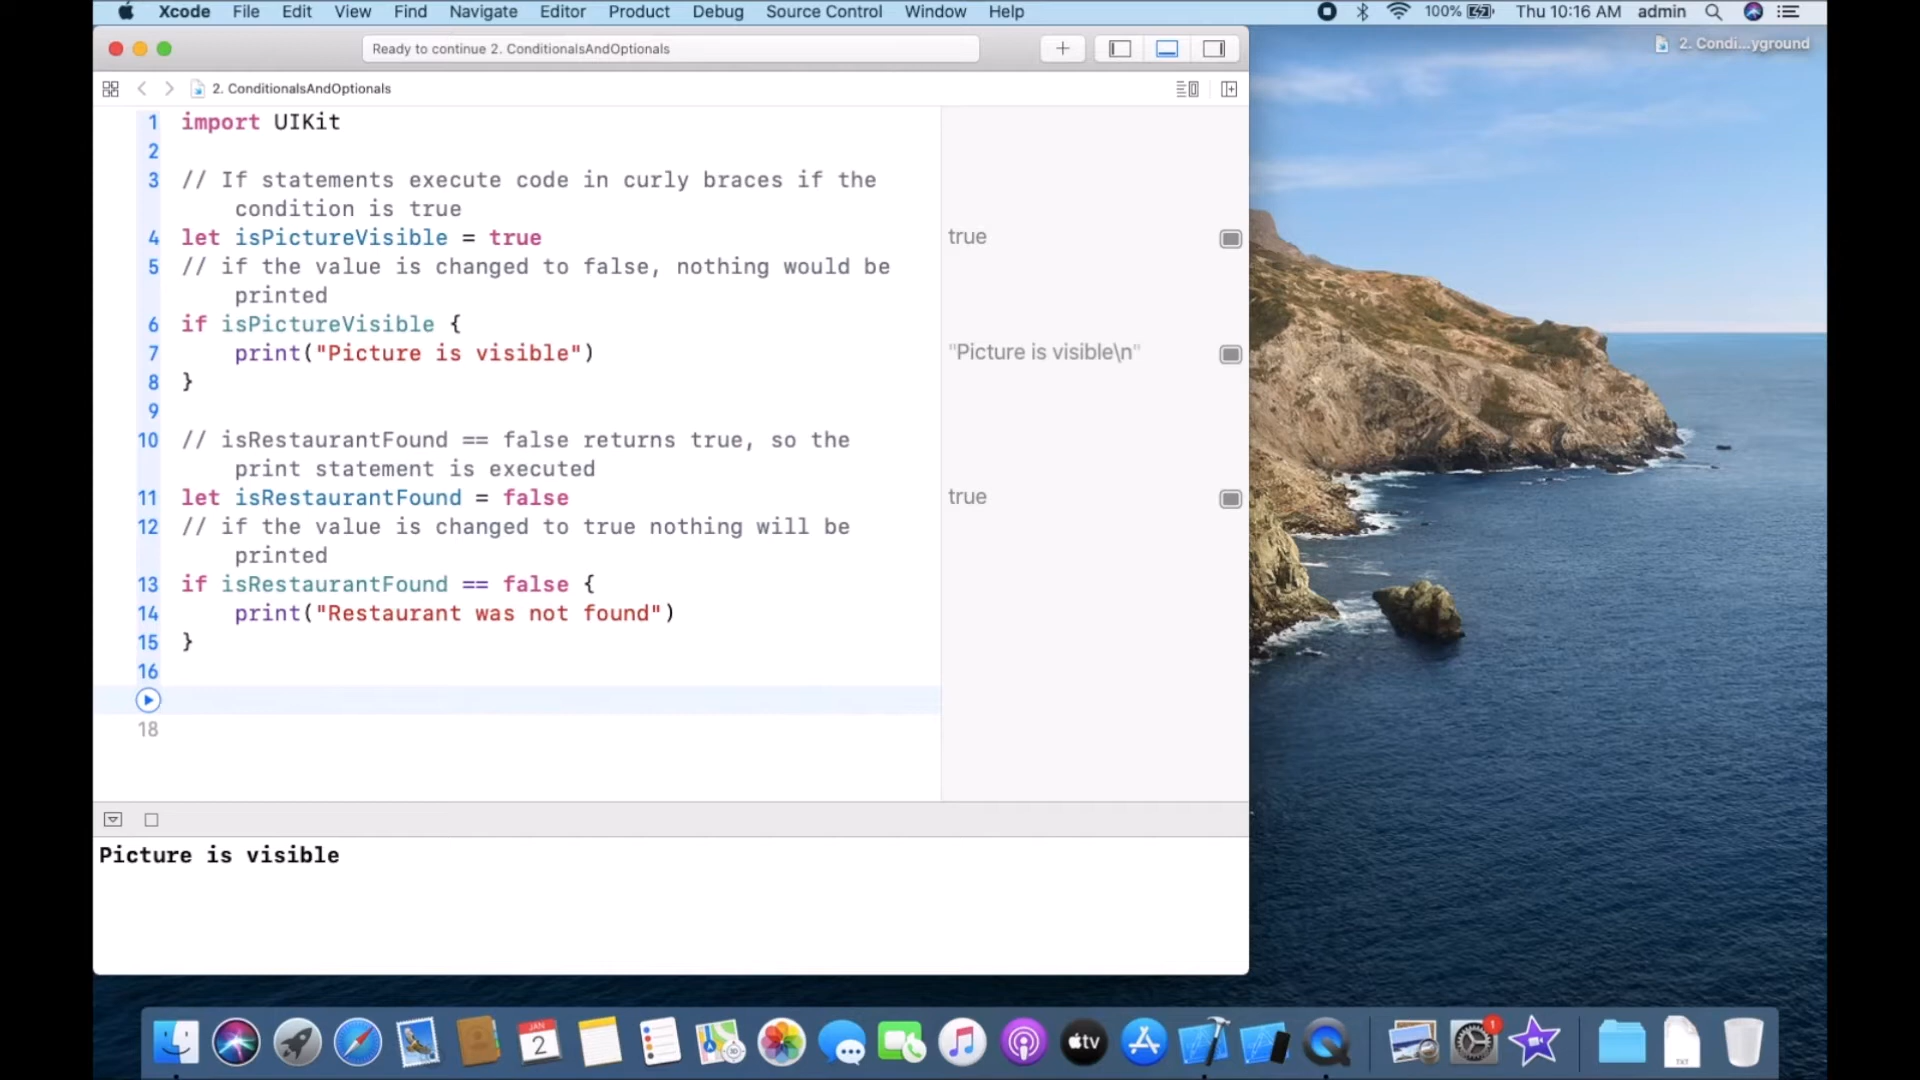 Xcode File Edit View Find Navigate Editor Product Debug Source Control Window Help 100% Thu 10:16 AM admin
Ready to continue 2. ConditionalsAndOptionals
2. Condi...yground
2. ConditionalsAndOptionals
1 import UIKit
2
3 // If statements execute code in curly braces if the
condition is true
4 let isPictureVisible = true true
5 // if the value is changed to false, nothing would be
printed
6 if isPictureVisible {
7 print("Picture is visible") "Picture is visible\n"
8 }
9
10 // isRestaurantFound == false returns true, so the
print statement is executed
11 let isRestaurantFound = false true
12 // if the value is changed to true nothing will be
printed
13 if isRestaurantFound == false {
14 print("Restaurant was not found")
15 }
16
18
Picture is visible
JAN
2
3D
tv
1
TXT